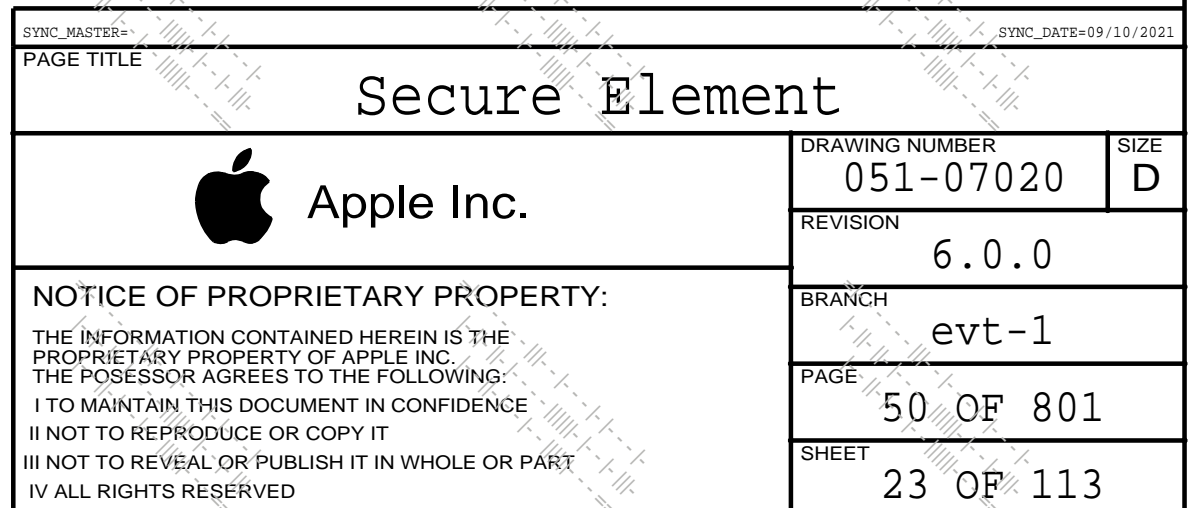 SYNC_MASTER=
SYNC_DATE=09/10/2021
PAGE TITLE
Secure Element
Apple Inc.
DRAWING NUMBER
051-07020
SIZE
D
REVISION
6.0.0
NOTICE OF PROPRIETARY PROPERTY:
THE INFORMATION CONTAINED HEREIN IS THE
PROPRIETARY PROPERTY OF APPLE INC.
THE POSESSOR AGREES TO THE FOLLOWING:
I TO MAINTAIN THIS DOCUMENT IN CONFIDENCE
II NOT TO REPRODUCE OR COPY IT
III NOT TO REVEAL OR PUBLISH IT IN WHOLE OR PART
IV ALL RIGHTS RESERVED
BRANCH
evt-1
PAGE
50 OF 801
SHEET
23 OF 113